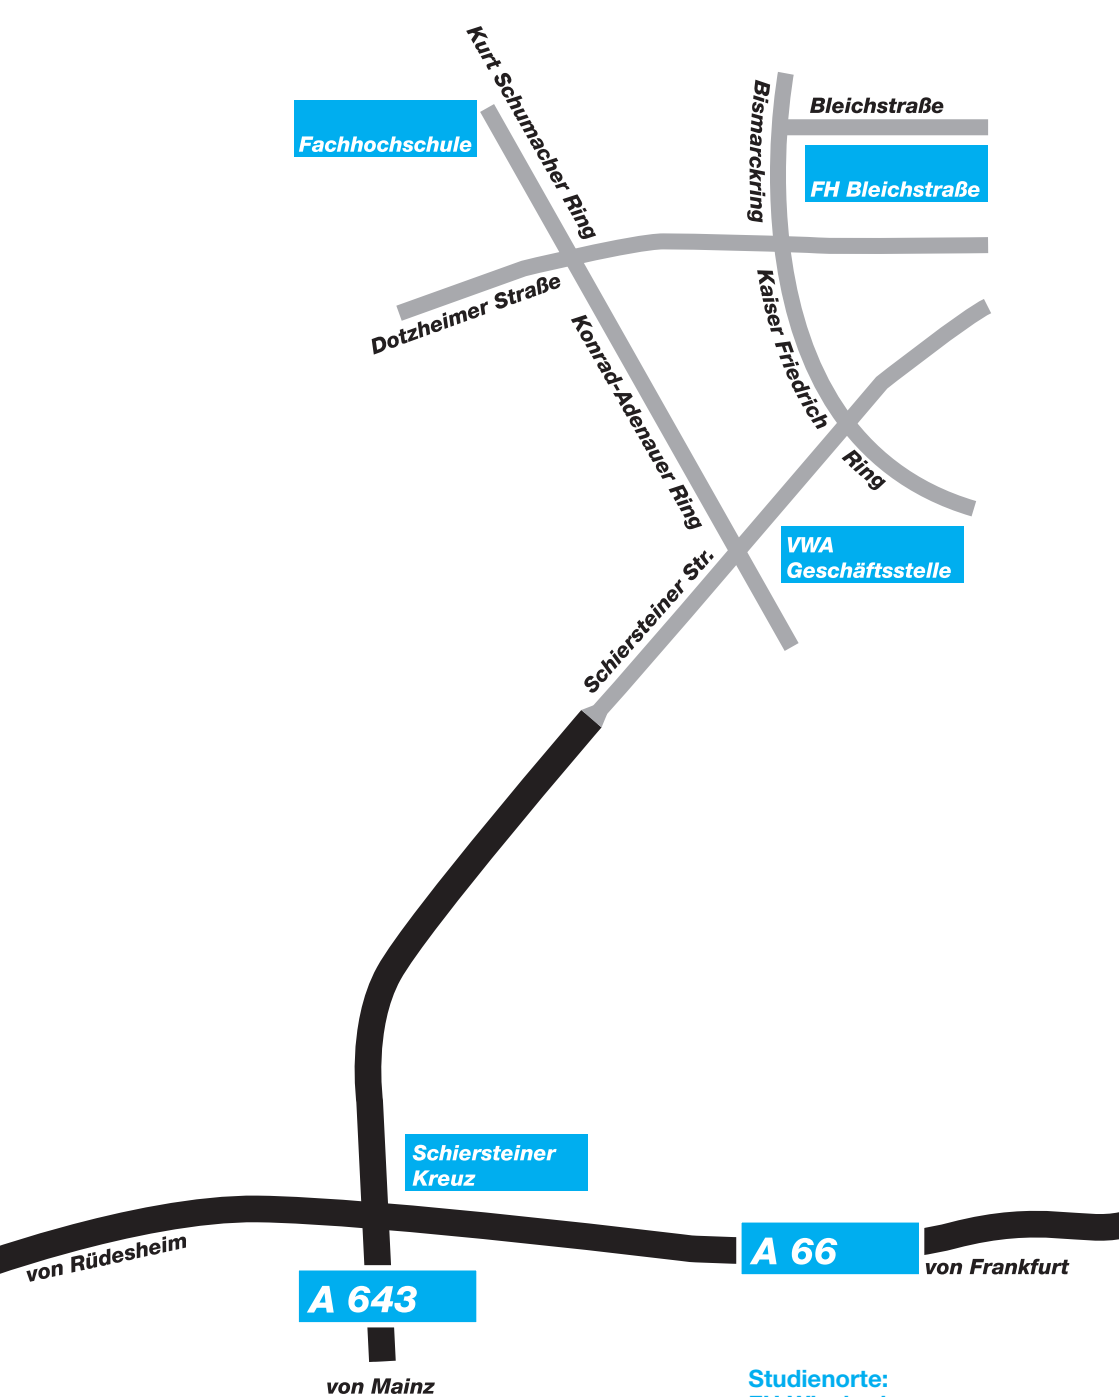 Kurt Schumacher Ring
Fachhochschule
Bismarckring
Bleichstraße
FH Bleichstraße
Dotzheimer Straße
Kaiser Friedrich
Ring
Konrad-Adenauer Ring
VWA
Geschäftsstelle
Schiersteiner Str.
Schiersteiner
Kreuz
von Rüdesheim
A 66
von Frankfurt
A 643
von Mainz
Studienorte: